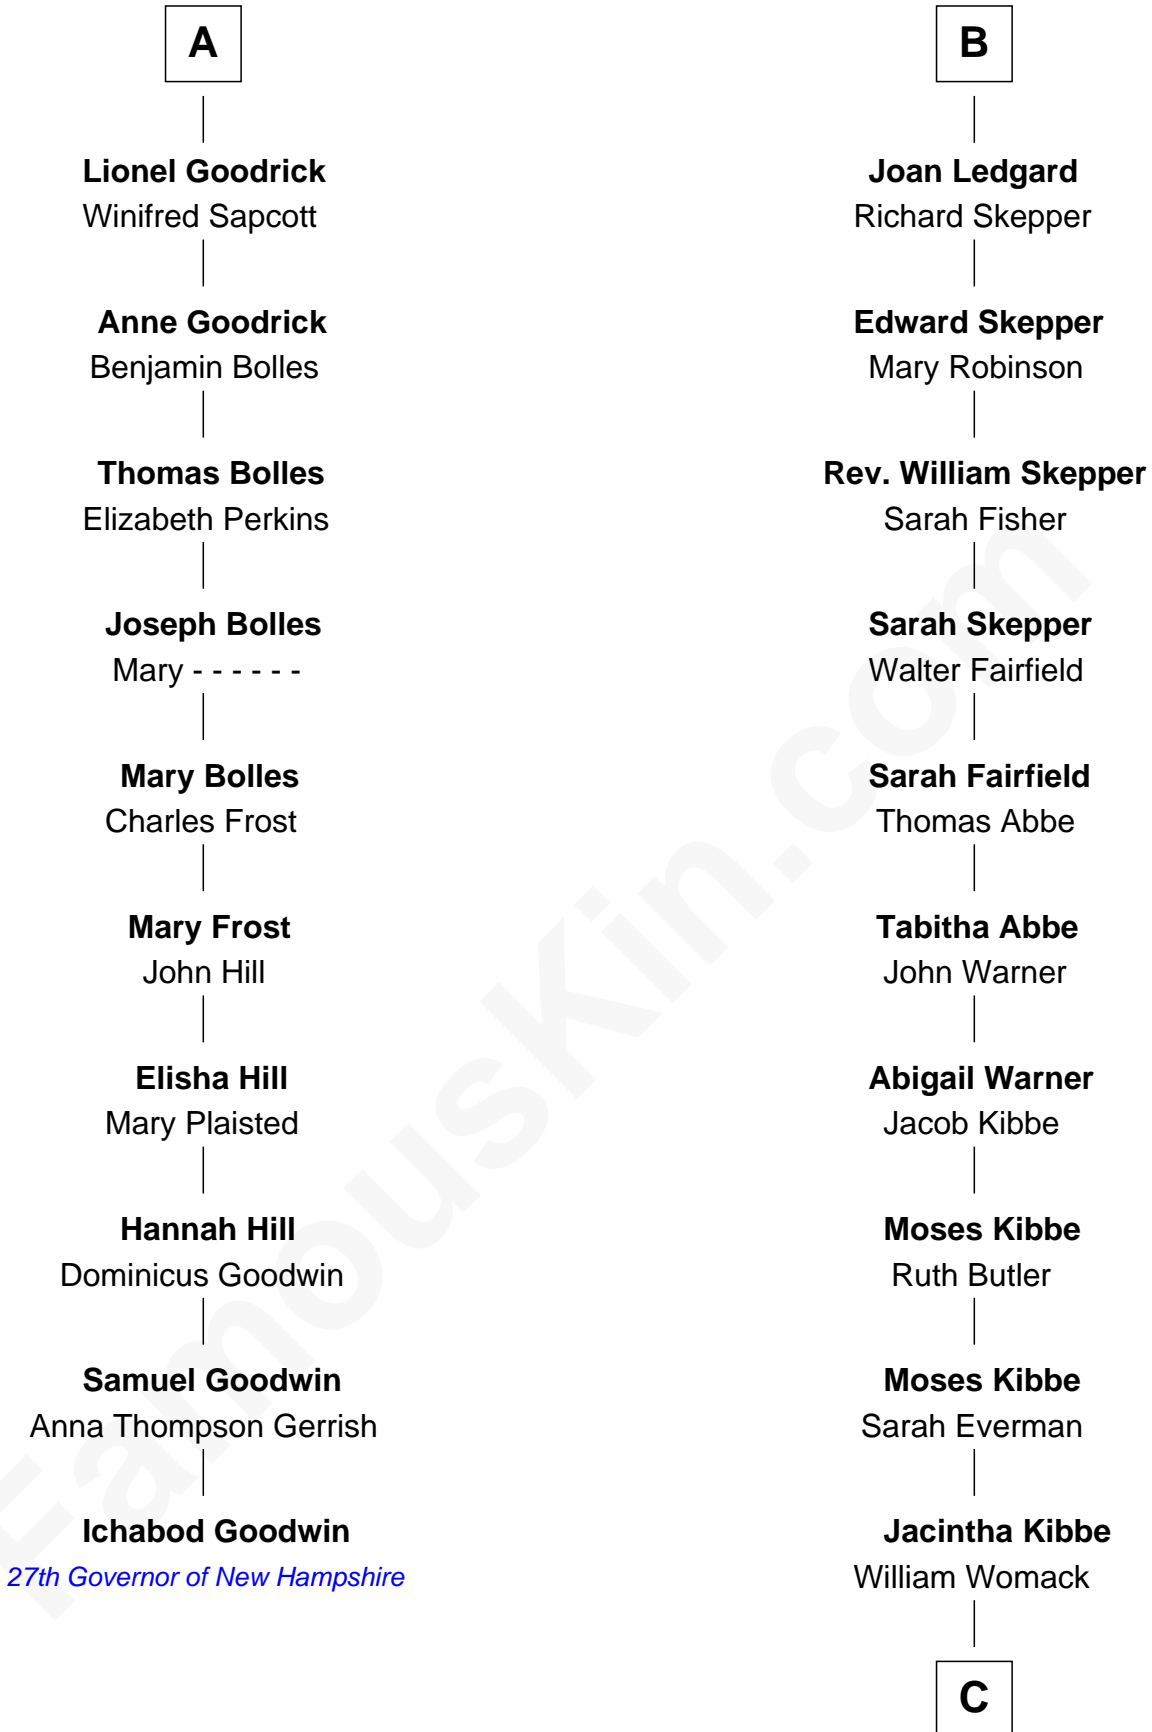 A
Lionel Goodrick
Winifred Sapcott
Anne Goodrick
Benjamin Bolles
Thomas Bolles
Elizabeth Perkins
Joseph Bolles
Mary - - - - - -
Mary Bolles
Charles Frost
Mary Frost
John Hill
Elisha Hill
Mary Plaisted
Hannah Hill
Dominicus Goodwin
Samuel Goodwin
Anna Thompson Gerrish
Ichabod Goodwin
27th Governor of New Hampshire
B
Joan Ledgard
Richard Skepper
Edward Skepper
Mary Robinson
Rev. William Skepper
Sarah Fisher
Sarah Skepper
Walter Fairfield
Sarah Fairfield
Thomas Abbe
Tabitha Abbe
John Warner
Abigail Warner
Jacob Kibbe
Moses Kibbe
Ruth Butler
Moses Kibbe
Sarah Everman
Jacintha Kibbe
William Womack
C
FamousKin.com